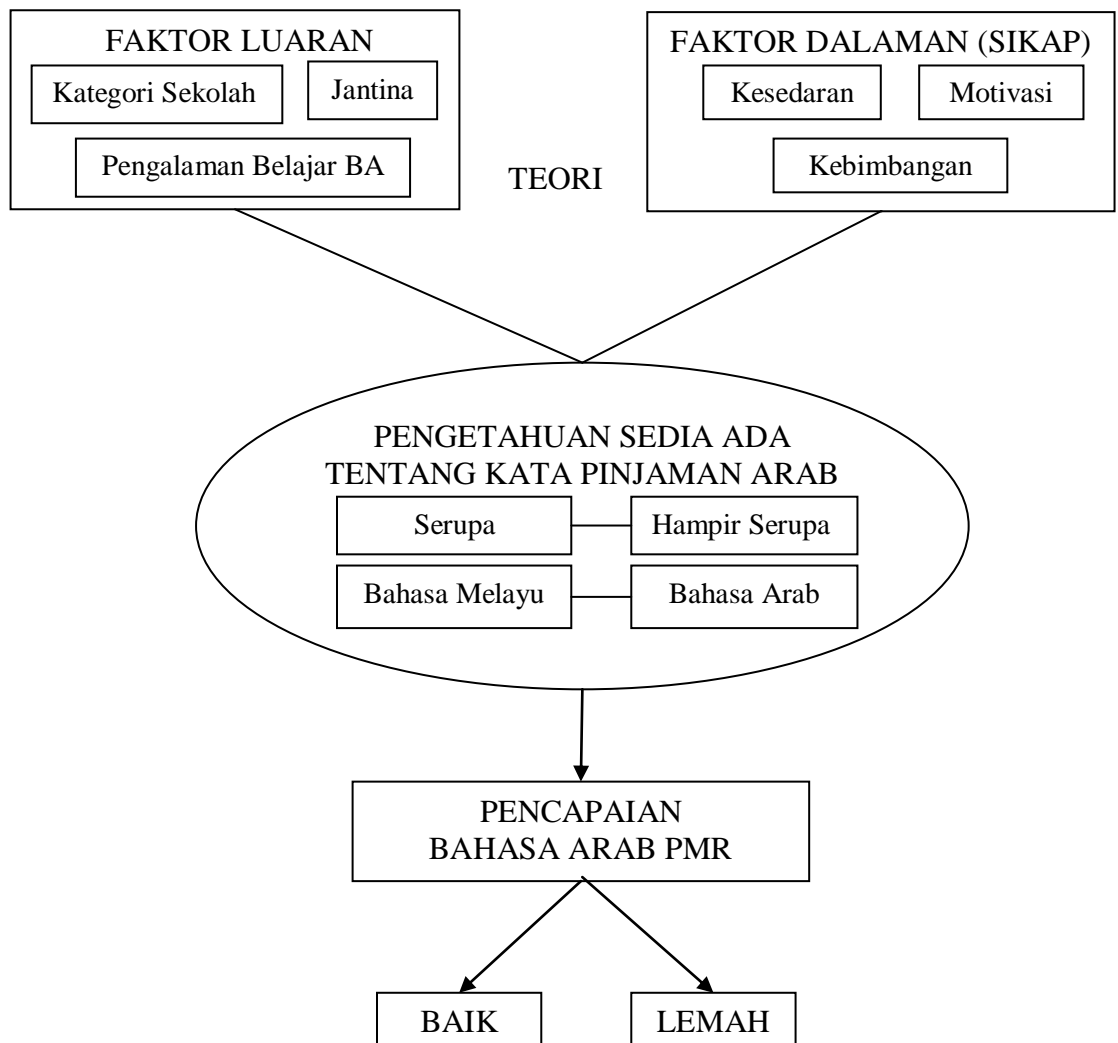 FAKTOR LUARAN
Kategori Sekolah
Jantina
Pengalaman Belajar BA
TEORI
FAKTOR DALAMAN (SIKAP)
Kesedaran
Motivasi
Kebimbangan
PENGETAHUAN SEDIA ADA
TENTANG KATA PINJAMAN ARAB
Serupa
Hampir Serupa
Bahasa Melayu
Bahasa Arab
PENCAPAIAN
BAHASA ARAB PMR
BAIK
LEMAH